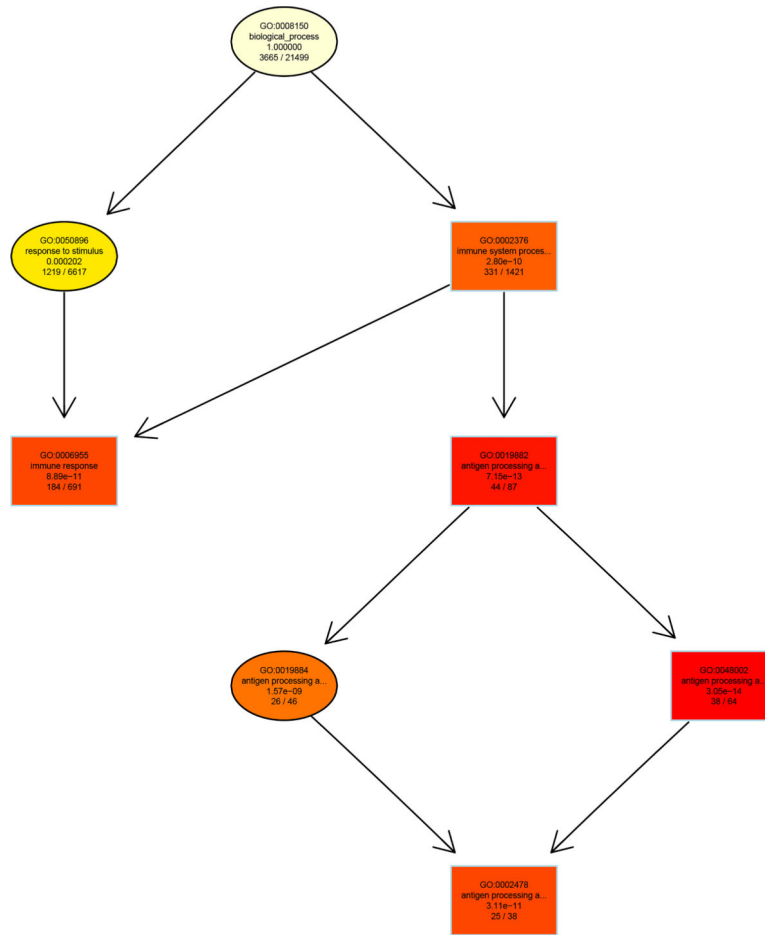 GO:0008150
biological_process
1.000000
3665 / 21499
GO:0050896
response to stimulus
0.000202
1219 / 6617
GO:0002376
immune system proces...
2.80e−10
331 / 1421
GO:0006955
immune response
8.89e−11
184 / 691
GO:0019882
antigen processing a...
7.15e−13
44 / 87
GO:0019884
antigen processing a...
1.57e−09
26 / 46
GO:0048002
antigen processing a..
3.05e−14
38 / 64
GO:0002478
antigen processing a...
3.11e−11
25 / 38